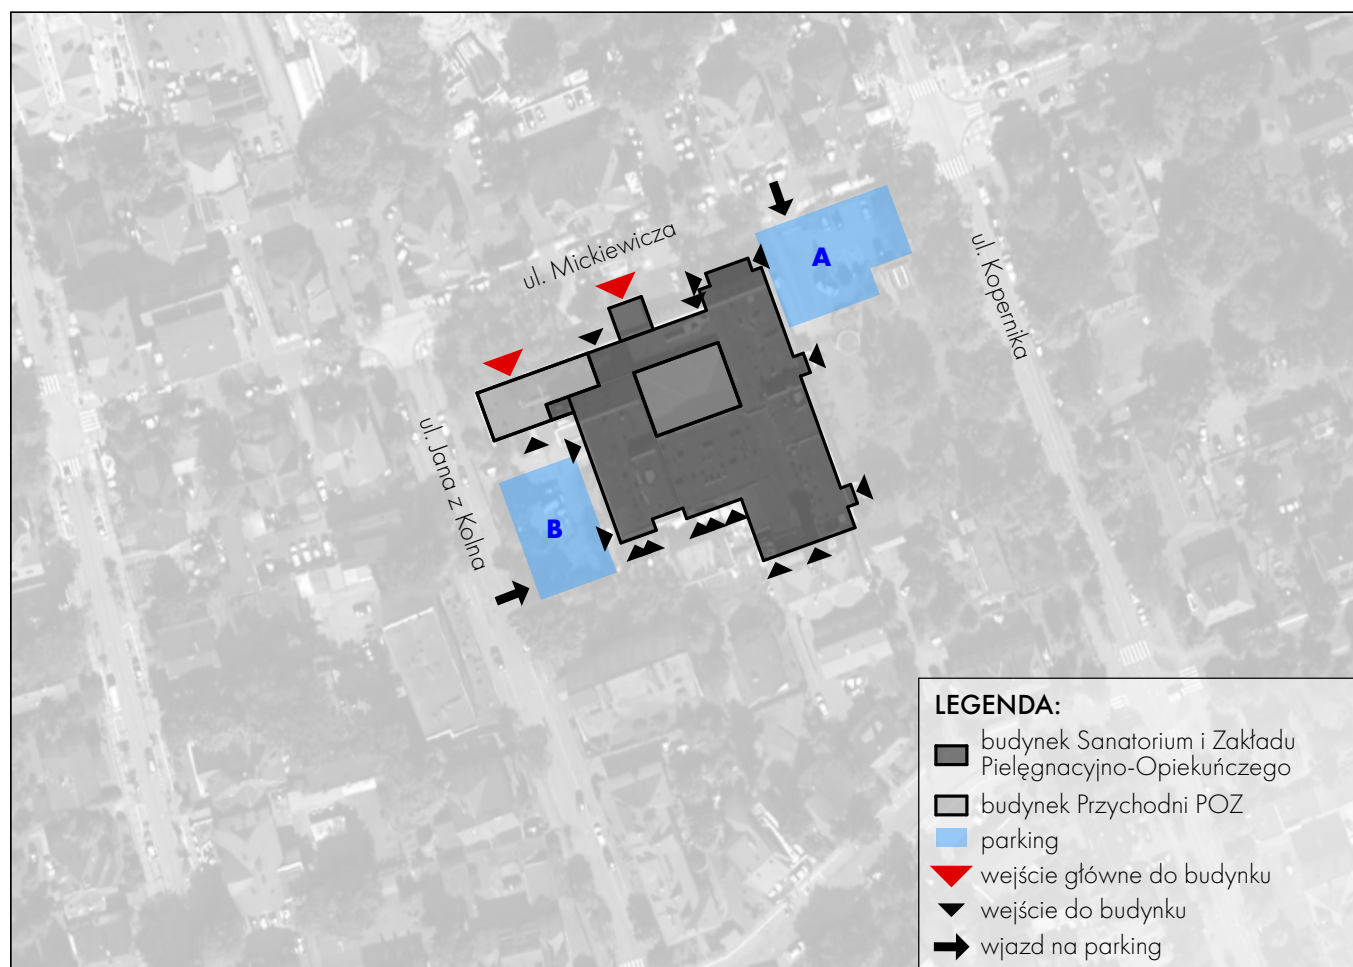 ul. Mickiewicza
A
ul. Kopernika
ul. Jana z Kolna
B
LEGENDA:
budynek Sanatorium i Zakładu
Pielęgnacyjno-Opiekuńczego
budynek Przychodni POZ
parking
wejście główne do budynku
wejście do budynku
wjazd na parking